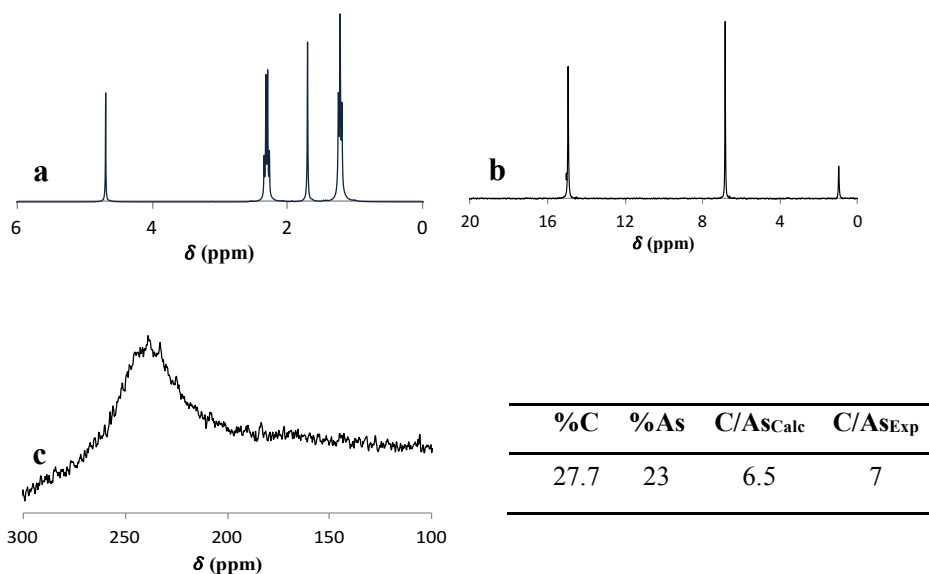 a
6 4 2 0
δ (ppm)
b
20 16 12 8 4 0
δ (ppm)
c
300 250 200 150 100
δ (ppm)
%C %As C/AsCalc C/AsExp
27.7 23 6.5 7